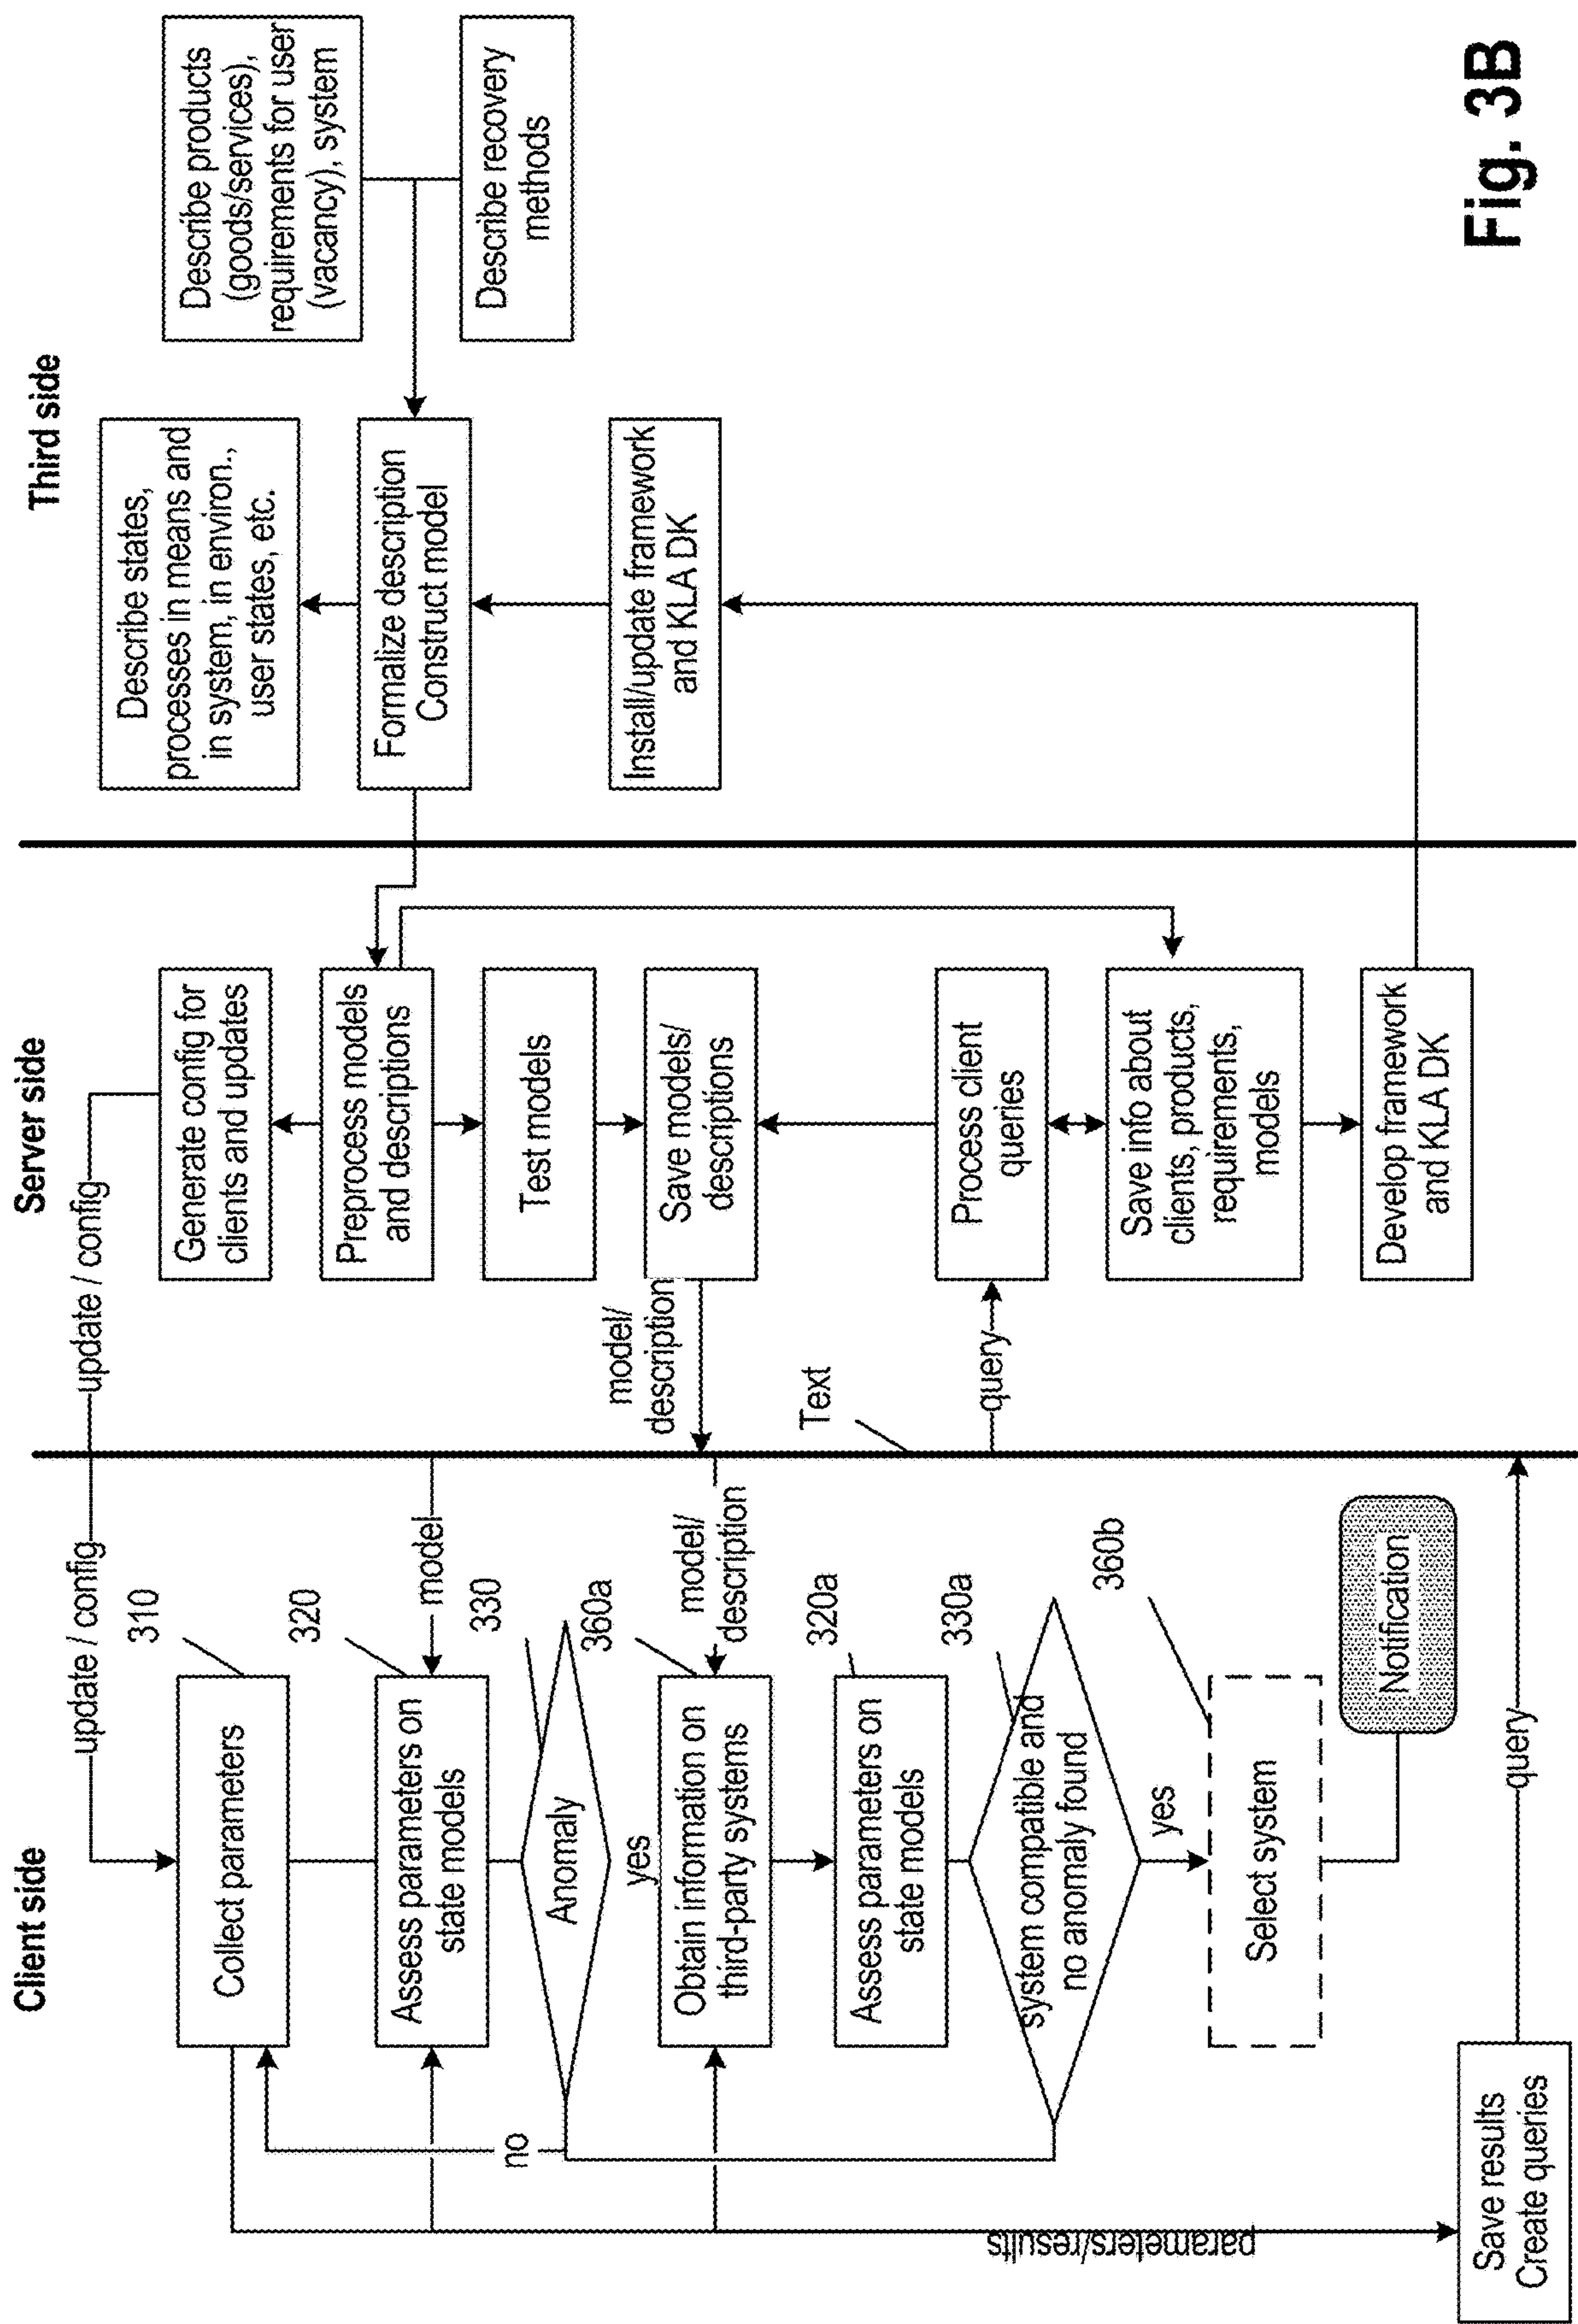 Client side
Server side
Third side
update / config
update / config
310
Collect parameters
320
Assess parameters on
state models
model
330
Anomaly
no
yes
360a
Obtain information on
third-party systems
model/
description
320a
Assess parameters on
state models
330a
system compatible and
no anomaly found
yes
360b
Select system
Notification
parameters/results
Save results
Create queries
query
Generate config for
clients and updates
Preprocess models
and descriptions
Test models
Save models/
descriptions
model/
description
Text
query
Process client
queries
Save info about
clients, products,
requirements,
models
Develop framework
and KLA DK
Describe states,
processes in means and
in system, in environ.,
user states, etc.
Formalize description
Construct model
Install/update framework
and KLA DK
Describe products
(goods/services),
requirements for user
(vacancy), system
Describe recovery
methods
Fig. 3B